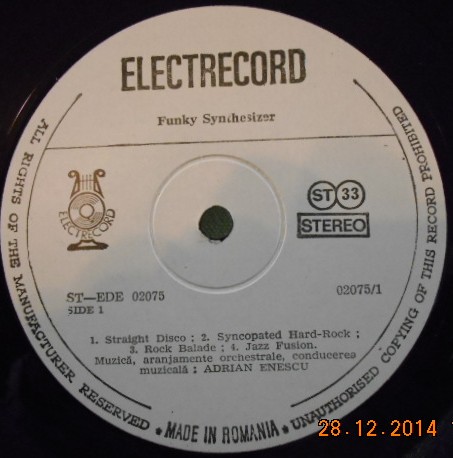 ELECTRECORD
Funky Synthesizer
ELECTRECORD
ST 33
STEREO
ST—EDE 02075
02075/1
SIDE 1
1. Straight Disco ; 2. Syncopated Hard-Rock ;
3. Rock Balade ; 4. Jazz Fusion.
Muzică, aranjamente orchestrale, conducerea
muzicală : ADRIAN ENESCU
ALL RIGHTS OF THE MANUFACTURER RESERVED * MADE IN ROMANIA * UNAUTHORISED COPYING OF THIS RECORD PROHIBITED
28.12.2014